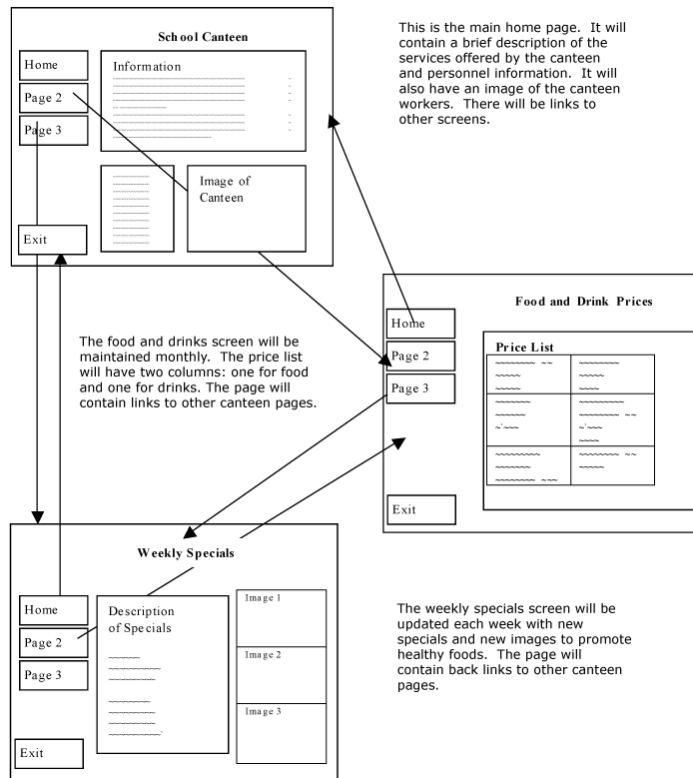 School Canteen
Home
Page 2
Page 3
Exit
Information
Image of
Canteen
This is the main home page. It will
contain a brief description of the
services offered by the canteen
and personnel information. It will
also have an image of the canteen
workers. There will be links to
other screens.
Food and Drink Prices
Home
Page 2
Page 3
Exit
Price List
The food and drinks screen will be
maintained monthly. The price list
will have two columns: one for food
and one for drinks. The page will
contain links to other canteen pages.
Weekly Specials
Home
Page 2
Page 3
Exit
Description
of Specials
Image 1
Image 2
Image 3
The weekly specials screen will be
updated each week with new
specials and new images to promote
healthy foods. The page will
contain back links to other canteen
pages.